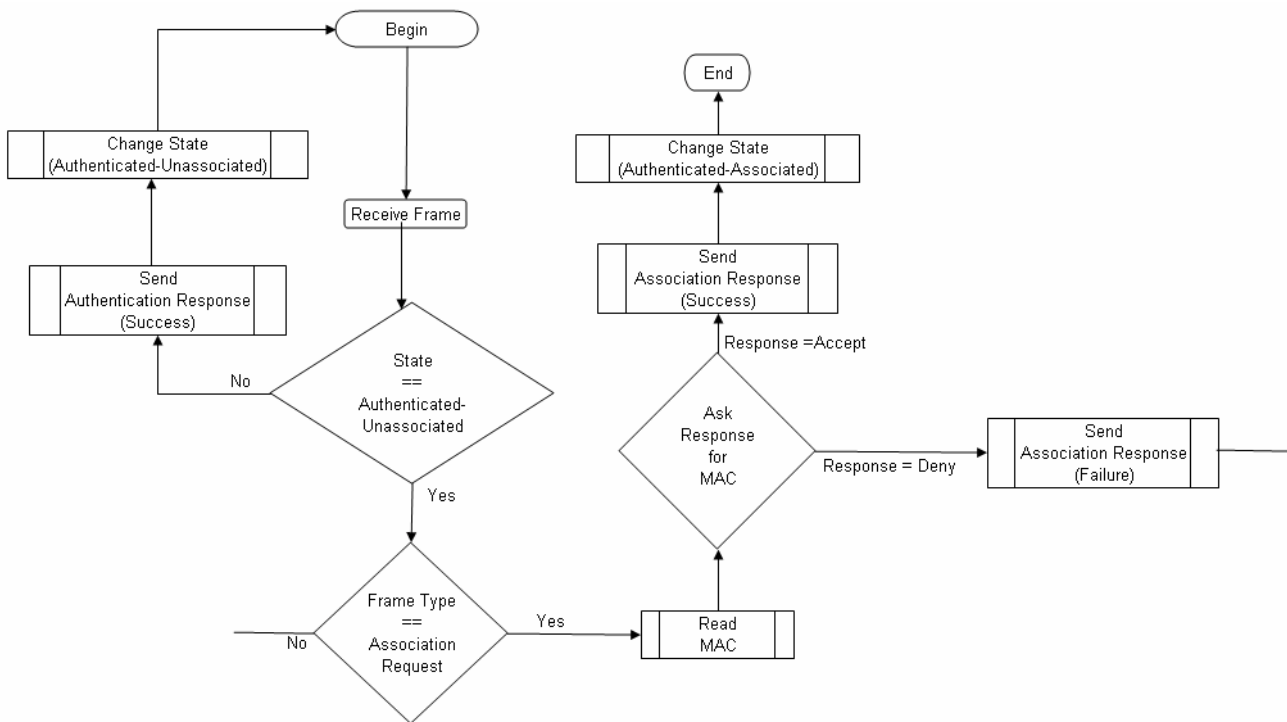 Begin
End
Change State
(Authenticated-Unassociated)
Change State
(Authenticated-Associated)
Receive Frame
Send
Authentication Response
(Success)
Send
Association Response
(Success)
Response =Accept
State
==
Authenticated-
Unassociated
No
Yes
Ask
Response
for
MAC
Response = Deny
Send
Association Response
(Failure)
Frame Type
==
Association
Request
No
Yes
Read
MAC